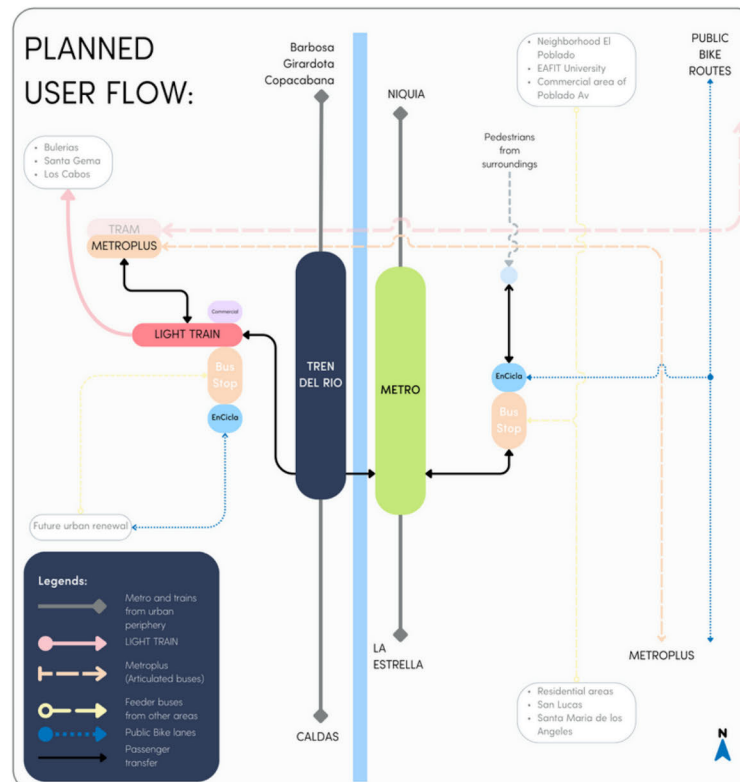 PLANNED
USER FLOW:
Barbosa
Girardota
Copacabana
NIQUIA
Neighborhood El
Poblado
EAFIT University
Commercial area of
Poblado Av
PUBLIC
BIKE
ROUTES
Pedestrians
from
surroundings
Bulerias
Santa Gema
Los Cabos
TRAM
METROPLUS
Commercial
LIGHT TRAIN
Bus
Stop
EnCicla
TREN
DEL RIO
METRO
EnCicla
Bus
Stop
Future urban renewal
Legends:
Metro and trains
from urban
periphery
LIGHT TRAIN
Metroplus
(Articulated buses)
Feeder buses
from other areas
Public Bike lanes
Passenger
transfer
CALDAS
LA
ESTRELLA
METROPLUS
Residential areas
San Lucas
Santa Maria de los
Angeles
N